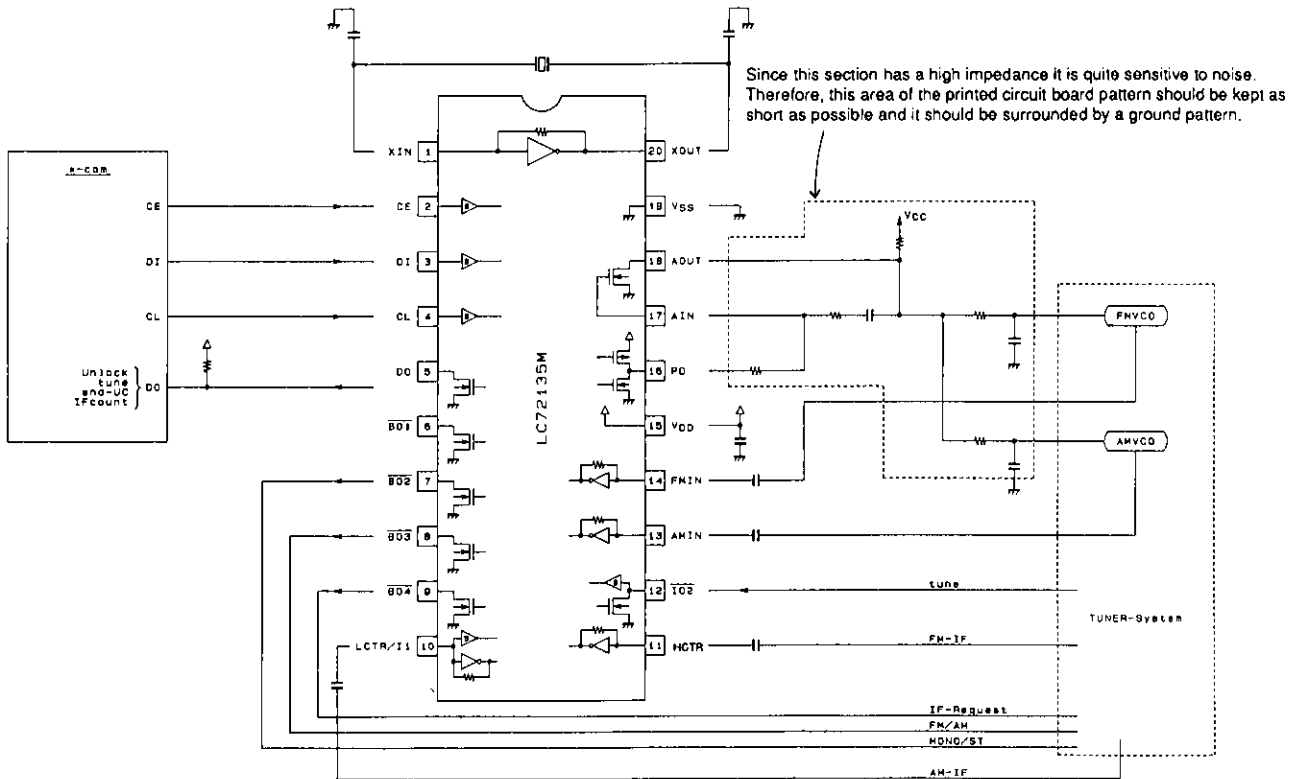 Since this section has a high impedance it is quite sensitive to noise.
Therefore, this area of the printed circuit board pattern should be kept as
short as possible and it should be surrounded by a ground pattern.
μ-com
CE
DI
CL
Unlock
tune
end-UC
IFcount
DO
XIN 1
CE 2
DI 3
CL 4
DO 5
BO1 6
BO2 7
BO3 8
BO4 9
LCTR/I1 10
LC72135M
20 XOUT
19 VSS
18 AOUT
17 AIN
16 PD
15 VDD
14 FMIN
13 AMIN
12 IO2
11 HCTR
VCC
FMVCO
AMVCO
TUNER-System
tune
FM-IF
IF-Request
FM/AM
MONO/ST
AM-IF